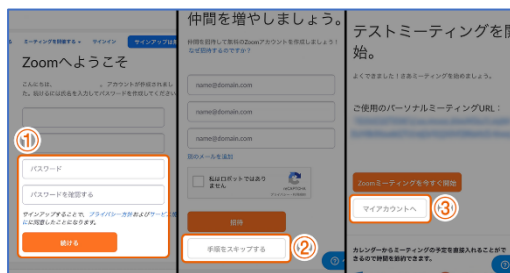 ミーティングを開催する
サインイン
サインアップは
Zoomへようこそ
こんにちは、 、アカウントが作成されまし
た。続けるには氏名を入力してパスワードを作成してください
①
パスワード
パスワードを確認する
サインアップすることで、プライバシー方針およびサービス
に同意したことになります。
続ける
仲間を増やしましょう。
仲間を招待して無料のZoomアカウントを作成しましょう!
なぜ招待するのですか?
name@domain.com
name@domain.com
name@domain.com
別のメールを追加
私はロボットではあり
ません
reCAPTCHA
招待
手順をスキップする
②
テストミーティングを開
始。
よくできました!さあミーティングを始めましょう。
ご使用のパーソナルミーティングURL:
Zoomミーティングを今すぐ開始
マイアカウントへ
③
カレンダーからミーティングの予定を直接入れることがで
きるので時間を節約できます。